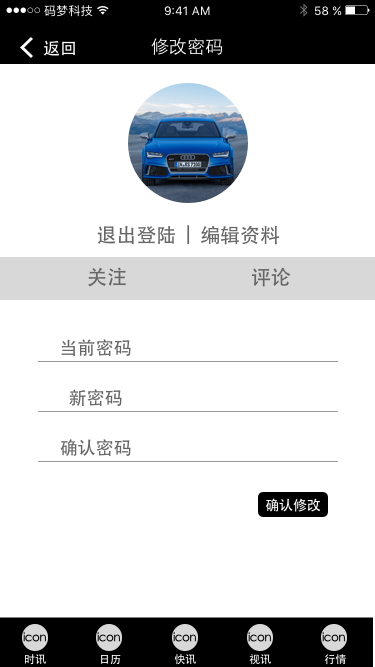 码梦科技 9:41 AM 58 %
返回 修改密码
退出登陆 | 编辑资料
关注 评论
当前密码
新密码
确认密码
确认修改
icon icon icon icon icon
时讯 日历 快讯 视讯 行情